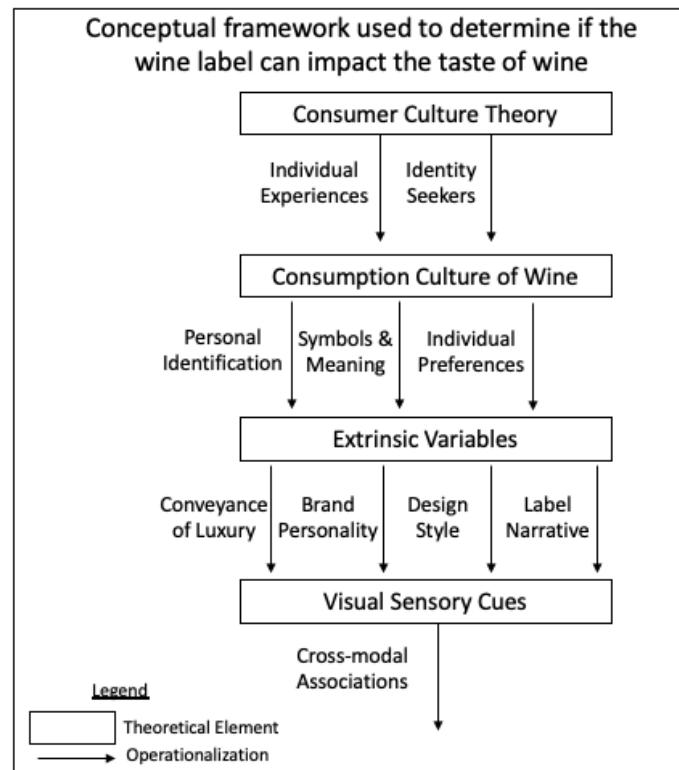 Conceptual framework used to determine if the
wine label can impact the taste of wine
Consumer Culture Theory
Individual Experiences
Identity Seekers
Consumption Culture of Wine
Personal Identification
Symbols & Meaning
Individual Preferences
Extrinsic Variables
Conveyance of Luxury
Brand Personality
Design Style
Label Narrative
Visual Sensory Cues
Cross-modal Associations
Legend
Theoretical Element
Operationalization